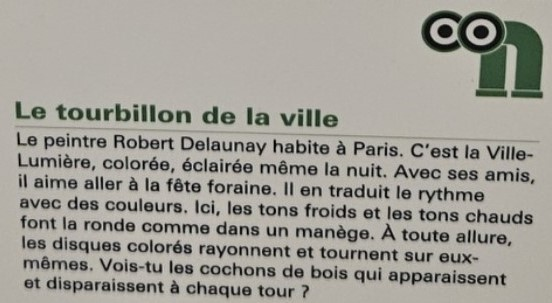 n
Le tourbillon de la ville
Le peintre Robert Delaunay habite à Paris. C'est la Ville-
Lumière, colorée, éclairée même la nuit. Avec ses amis,
il aime aller à la fête foraine. Il en traduit le rythme
avec des couleurs. Ici, les tons froids et les tons chauds
font la ronde comme dans un manège. À toute allure,
les disques colorés rayonnent et tournent sur eux-
mêmes. Vois-tu les cochons de bois qui apparaissent
et disparaissent à chaque tour ?